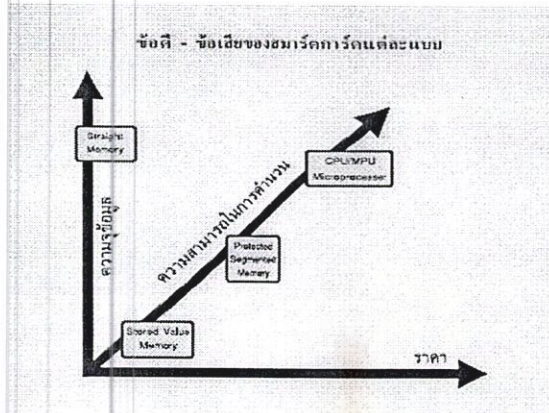 ข้อดี - ข้อเสียของสมาร์ตการ์ดแต่ละแบบ
Straight
Memory
CPU/MPU
Microprocesser
ความจุข้อมูล
ความสามารถในการคำนวน
Protected
Segmented
Memory
Stored Value
Memory
ราคา